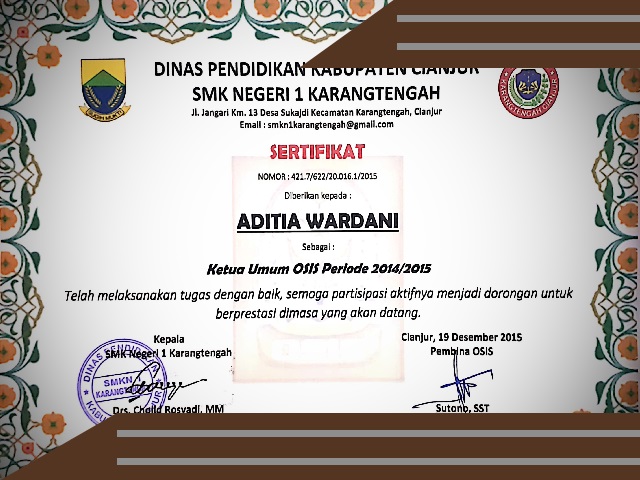 DINAS PENDIDIKAN KABUPATEN CIANJUR
SMK NEGERI 1 KARANGTENGAH
Jl. Jangari Km. 13 Desa Sukajdi Kecamatan Karangtengah, Cianjur
Email : smkn1karangtengah@gmail.com
SERTIFIKAT
NOMOR : 421.7/622/20.016.1/2015
Diberikan kepada :
ADITIA WARDANI
Sebagai :
Ketua Umum OSIS Periode 2014/2015
Telah melaksanakan tugas dengan baik, semoga partisipasi aktifnya menjadi dorongan untuk
berprestasi dimasa yang akan datang.
Kepala
SMK Negeri 1 Karangtengah
Cianjur, 19 Desember 2015
Pembina OSIS
DINAS PENDIDIKAN
SMKN
Drs. Cholid Rosyadi, MM
Sutono, SST